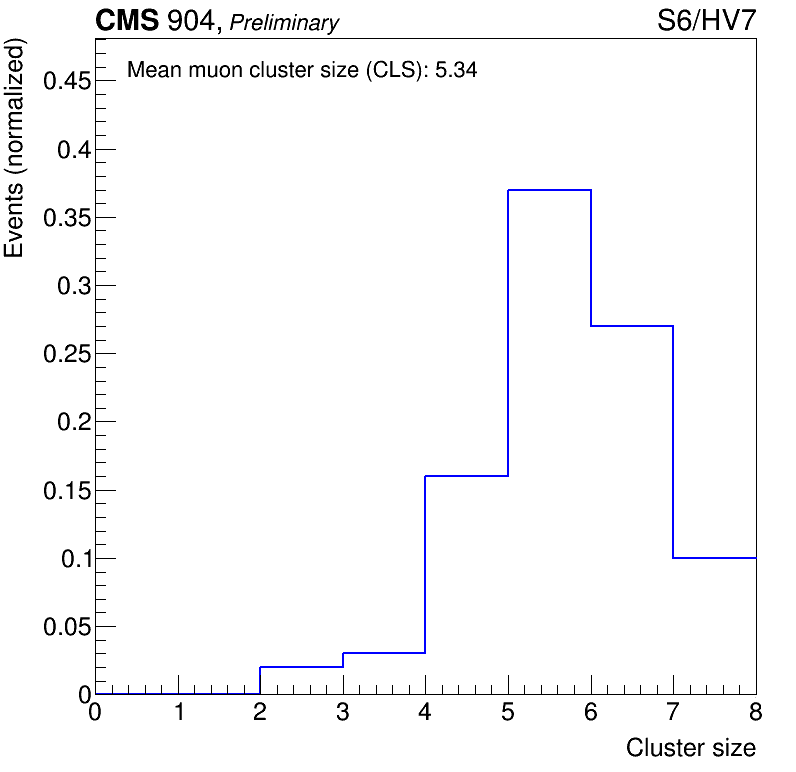 CMS 904, Preliminary S6/HV7
Mean muon cluster size (CLS): 5.34
Events (normalized)
0.45
0.4
0.35
0.3
0.25
0.2
0.15
0.1
0.05
0
0 1 2 3 4 5 6 7 8
Cluster size